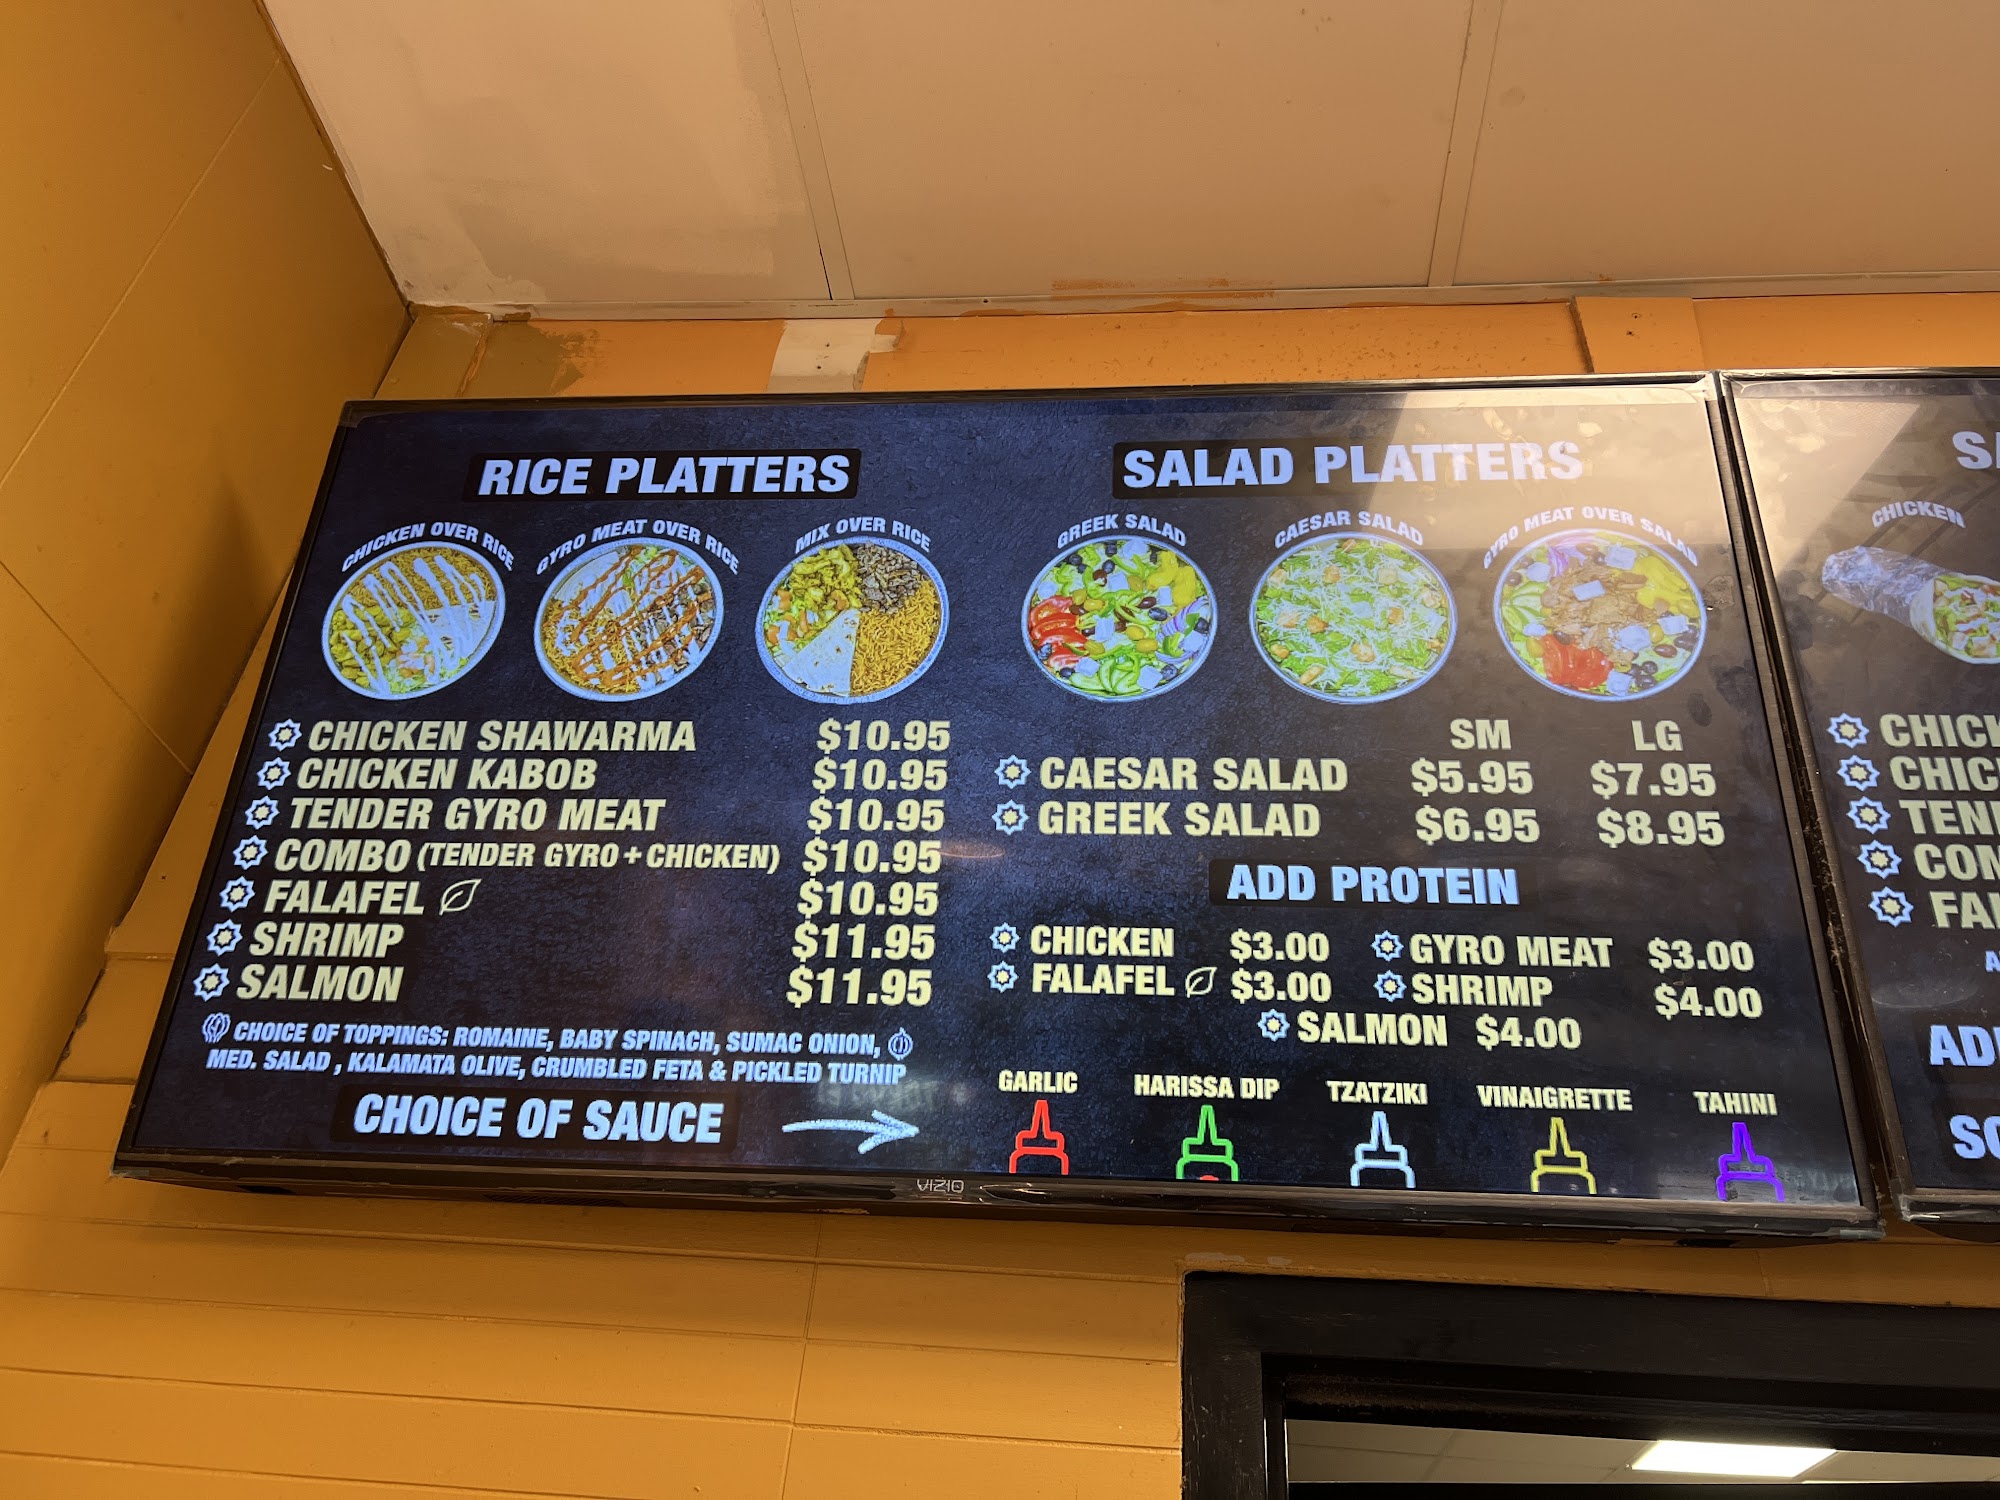 RICE PLATTERS
CHICKEN OVER RICE
GYRO MEAT OVER RICE
MIX OVER RICE
CHICKEN SHAWARMA $10.95
CHICKEN KABOB $10.95
TENDER GYRO MEAT $10.95
COMBO (TENDER GYRO + CHICKEN) $10.95
FALAFEL $10.95
SHRIMP $11.95
SALMON $11.95
CHOICE OF TOPPINGS: ROMAINE, BABY SPINACH, SUMAC ONION,
MED. SALAD , KALAMATA OLIVE, CRUMBLED FETA & PICKLED TURNIP
CHOICE OF SAUCE
SALAD PLATTERS
GREEK SALAD
CAESAR SALAD
GYRO MEAT OVER SALAD
SM LG
CAESAR SALAD $5.95 $7.95
GREEK SALAD $6.95 $8.95
ADD PROTEIN
CHICKEN $3.00 GYRO MEAT $3.00
FALAFEL $3.00 SHRIMP $4.00
SALMON $4.00
GARLIC HARISSA DIP TZATZIKI VINAIGRETTE TAHINI
VIZIO
CHICKEN